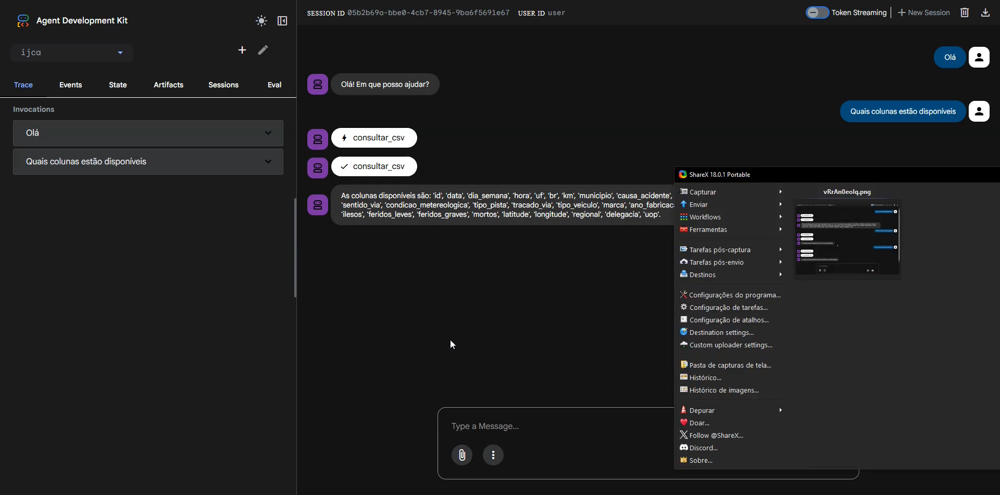 Agent Development Kit
ijca
Trace Events State Artifacts Sessions Eval
Invocations
Olá
Quais colunas estão disponíveis
SESSION ID 05b2b69a-bbe0-4cb7-8945-9ba6f5691e67 USER ID user
Token Streaming
New Session
Olá
Olá! Em que posso ajudar?
Quais colunas estão disponíveis
consultar_csv
consultar_csv
As colunas disponíveis são: 'id', 'data', 'dia_semana', 'hora', 'uf', 'br', 'km', 'municipio', 'causa_acidente',
'sentido_via', 'condicao_metereologica', 'tipo_pista', 'tracado_via', 'tipo_veiculo', 'marca', 'ano_fabricac
'ilesos', 'feridos_leves', 'feridos_graves', 'mortos', 'latitude', 'longitude', 'regional', 'delegacia', 'uop'.
Type a Message...
ShareX 18.0.1 Portable
Capturar
Enviar
Workflows
Ferramentas
Tarefas pós-captura
Tarefas pós-envio
Destinos
Configurações do programa...
Configuração de tarefas...
Configuração de atalhos...
Destination settings...
Custom uploader settings...
Pasta de capturas de tela...
Histórico...
Histórico de imagens...
Depurar
Doar...
Follow @ShareX...
Discord...
Sobre...
vRrAn0eoIq.png